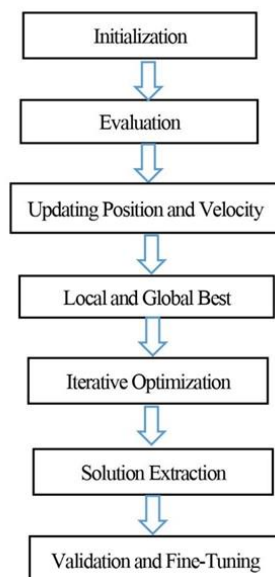 Initialization
Evaluation
Updating Position and Velocity
Local and Global Best
Iterative Optimization
Solution Extraction
Validation and Fine-Tuning